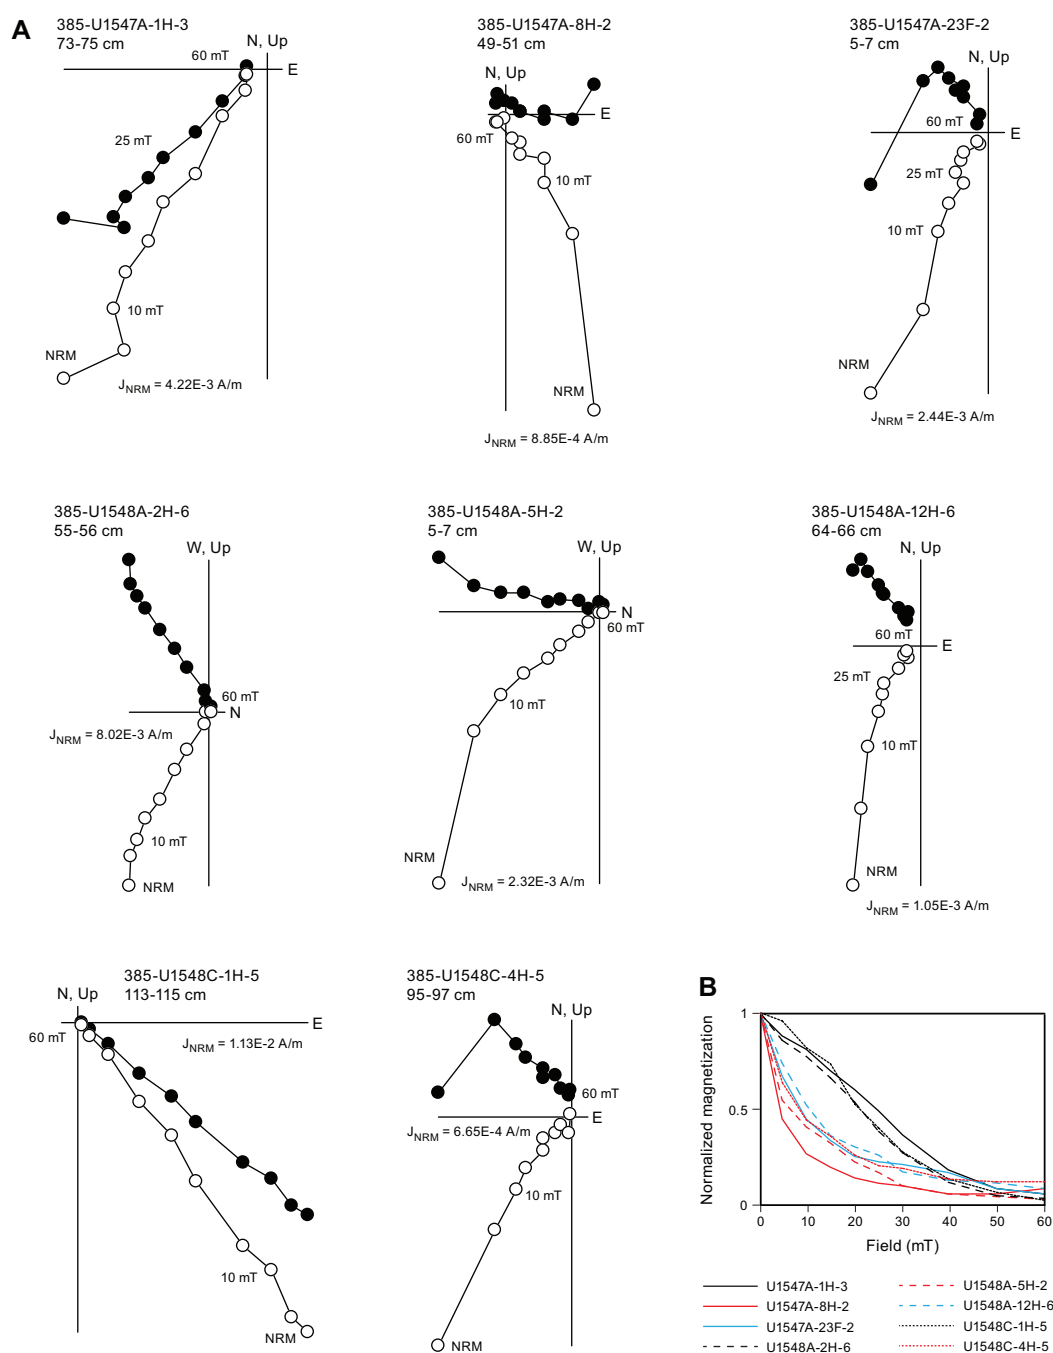 A
385-U1547A-1H-3
73-75 cm
N, Up
60 mT
E
25 mT
10 mT
NRM
JNRM = 4.22E-3 A/m
385-U1547A-8H-2
49-51 cm
N, Up
E
60 mT
10 mT
NRM
JNRM = 8.85E-4 A/m
385-U1547A-23F-2
5-7 cm
N, Up
60 mT
E
25 mT
10 mT
NRM
JNRM = 2.44E-3 A/m
385-U1548A-2H-6
55-56 cm
W, Up
60 mT
N
JNRM = 8.02E-3 A/m
10 mT
NRM
385-U1548A-5H-2
5-7 cm
W, Up
N
60 mT
10 mT
NRM
JNRM = 2.32E-3 A/m
385-U1548A-12H-6
64-66 cm
N, Up
60 mT
E
25 mT
10 mT
NRM
JNRM = 1.05E-3 A/m
385-U1548C-1H-5
113-115 cm
N, Up
E
60 mT
JNRM = 1.13E-2 A/m
10 mT
NRM
385-U1548C-4H-5
95-97 cm
N, Up
60 mT
E
JNRM = 6.65E-4 A/m
10 mT
NRM
B
Normalized magnetization
1
0.5
0
0 10 20 30 40 50 60
Field (mT)
U1547A-1H-3
U1547A-8H-2
U1547A-23F-2
U1548A-2H-6
U1548A-5H-2
U1548A-12H-6
U1548C-1H-5
U1548C-4H-5